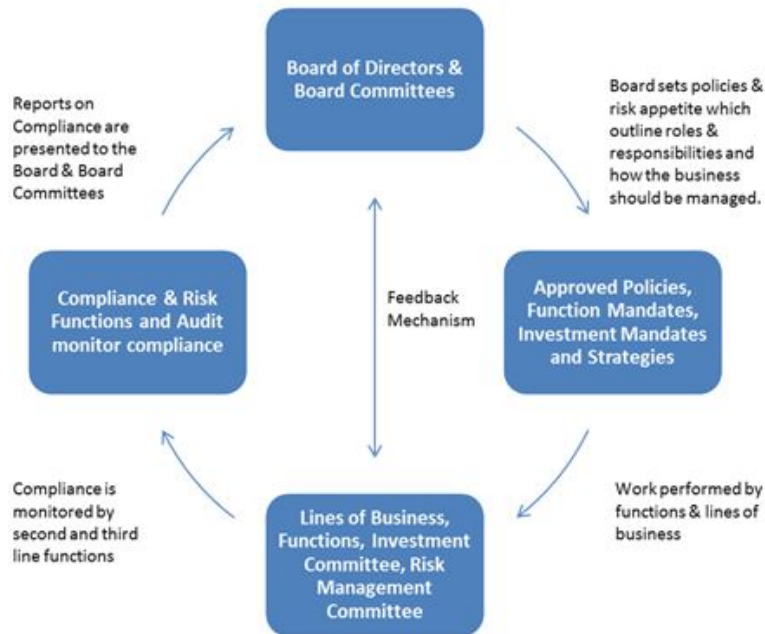 Board of Directors &
Board Committees
Reports on
Compliance are
presented to the
Board & Board
Committees
Board sets policies &
risk appetite which
outline roles &
responsibilities and
how the business
should be managed.
Compliance & Risk
Functions and Audit
monitor compliance
Feedback
Mechanism
Approved Policies,
Function Mandates,
Investment Mandates
and Strategies
Compliance is
monitored by
second and third
line functions
Lines of Business,
Functions, Investment
Committee, Risk
Management
Committee
Work performed by
functions & lines of
business